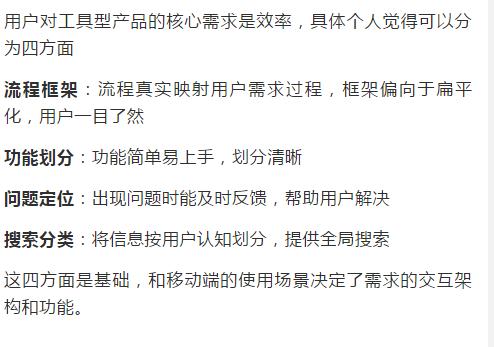 用户对工具型产品的核心需求是效率，具体个人觉得可以分
为四方面
流程框架：流程真实映射用户需求过程，框架偏向于扁平
化，用户一目了然
功能划分：功能简单易上手，划分清晰
问题定位：出现问题时能及时反馈，帮助用户解决
搜索分类：将信息按用户认知划分，提供全局搜索
这四方面是基础，和移动端的使用场景决定了需求的交互架
构和功能。